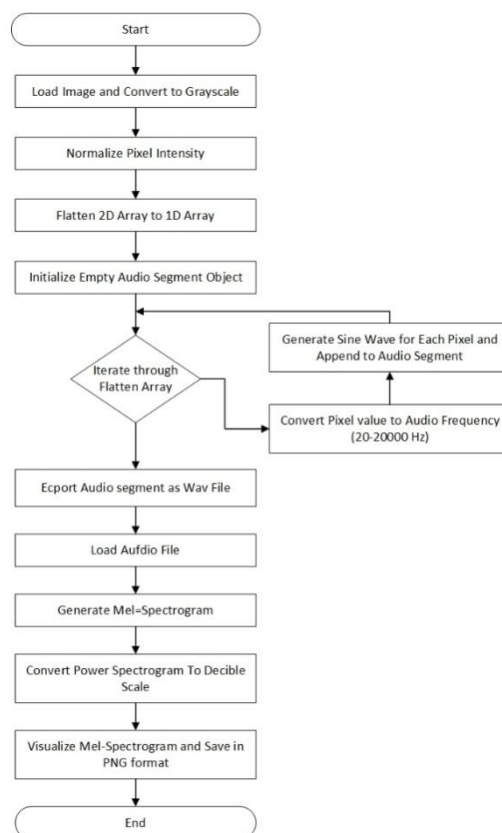 Start
Load Image and Convert to Grayscale
Normalize Pixel Intensity
Flatten 2D Array to 1D Array
Initialize Empty Audio Segment Object
Generate Sine Wave for Each Pixel and
Append to Audio Segment
Iterate through
Flatten Array
Convert Pixel value to Audio Frequency
(20-20000 Hz)
Ecport Audio segment as Wav File
Load Aufdio File
Generate Mel=Spectrogram
Convert Power Spectrogram To Decible
Scale
Visualize Mel-Spectrogram and Save in
PNG format
End